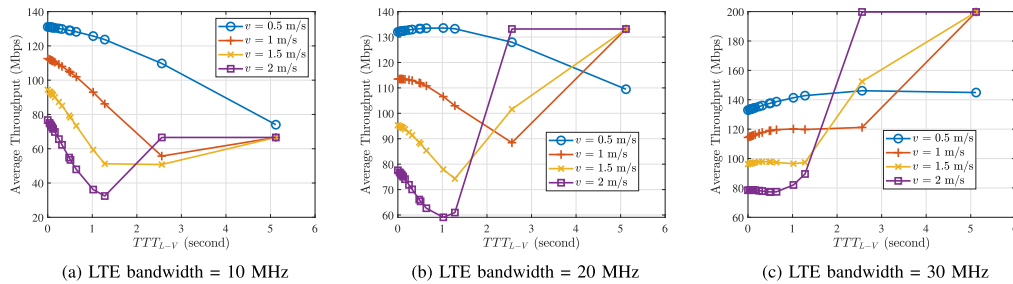 140
120
100
80
60
40
20
0
1
2
3
4
5
6
Average Throughput (Mbps)
TTT_{L-V} (second)
v = 0.5 m/s
v = 1 m/s
v = 1.5 m/s
v = 2 m/s
(a) LTE bandwidth = 10 MHz
140
130
120
110
100
90
80
70
60
0
1
2
3
4
5
6
Average Throughput (Mbps)
TTT_{L-V} (second)
v = 0.5 m/s
v = 1 m/s
v = 1.5 m/s
v = 2 m/s
(b) LTE bandwidth = 20 MHz
200
180
160
140
120
100
80
60
0
1
2
3
4
5
6
Average Throughput (Mbps)
TTT_{L-V} (second)
v = 0.5 m/s
v = 1 m/s
v = 1.5 m/s
v = 2 m/s
(c) LTE bandwidth = 30 MHz